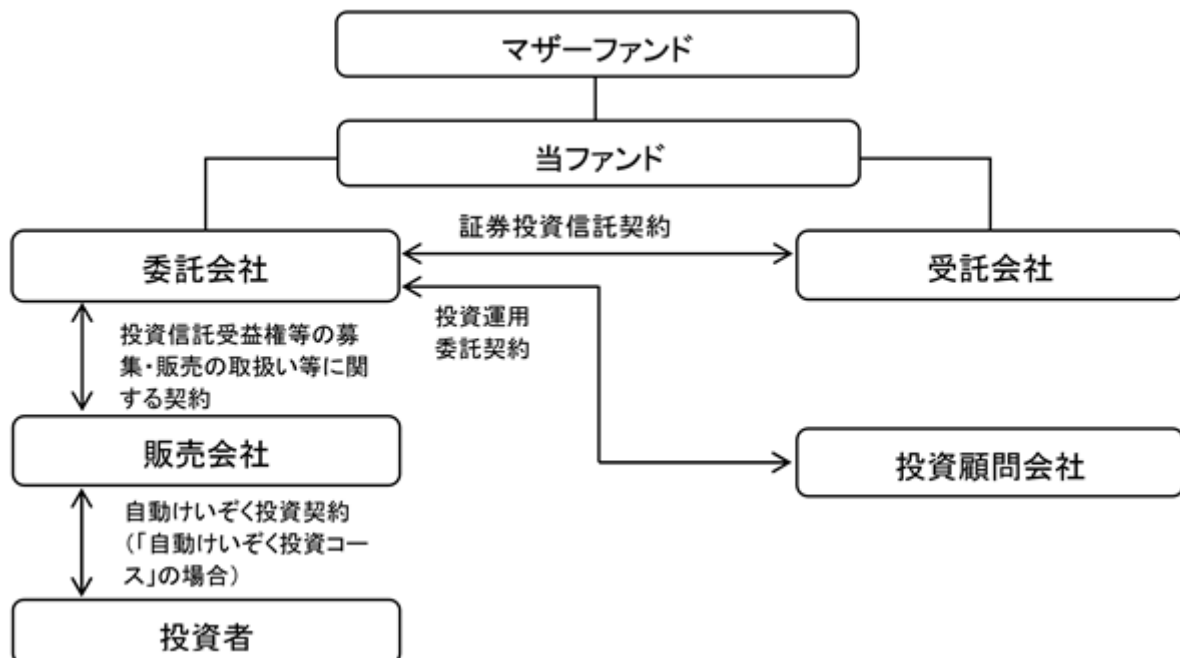 マザーファンド
当ファンド
証券投資信託契約
委託会社
受託会社
投資運用
委託契約
投資信託受益権等の募
集・販売の取扱い等に関
する契約
販売会社
投資顧問会社
自動けいぞく投資契約
(「自動けいぞく投資コー
ス」の場合)
投資者